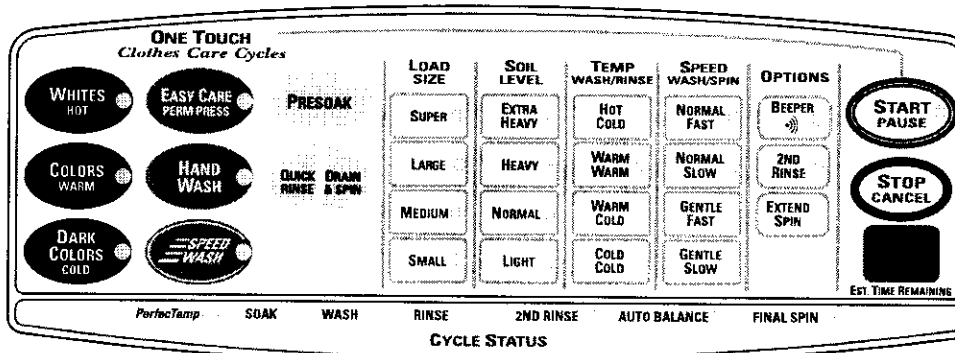 ONE TOUCH
Clothes Care Cycles
WHITES
HOT
EASY CARE
PERM PRESS
COLORS
WARM
HAND
WASH
DARK
COLORS
COLD
SPEED
WASH
PRESOAK
QUICK
RINSE
DRAIN
& SPIN
LOAD
SIZE
SUPER
LARGE
MEDIUM
SMALL
SOIL
LEVEL
EXTRA
HEAVY
HEAVY
NORMAL
LIGHT
TEMP
WASH/RINSE
HOT
COLD
WARM
WARM
WARM
COLD
COLD
COLD
SPEED
WASH/SPIN
NORMAL
FAST
NORMAL
SLOW
GENTLE
FAST
GENTLE
SLOW
OPTIONS
BEEPER
2ND
RINSE
EXTEND
SPIN
START
PAUSE
STOP
CANCEL
EST. TIME REMAINING
PerfecTemp SOAK WASH RINSE 2ND RINSE AUTO BALANCE FINAL SPIN
CYCLE STATUS